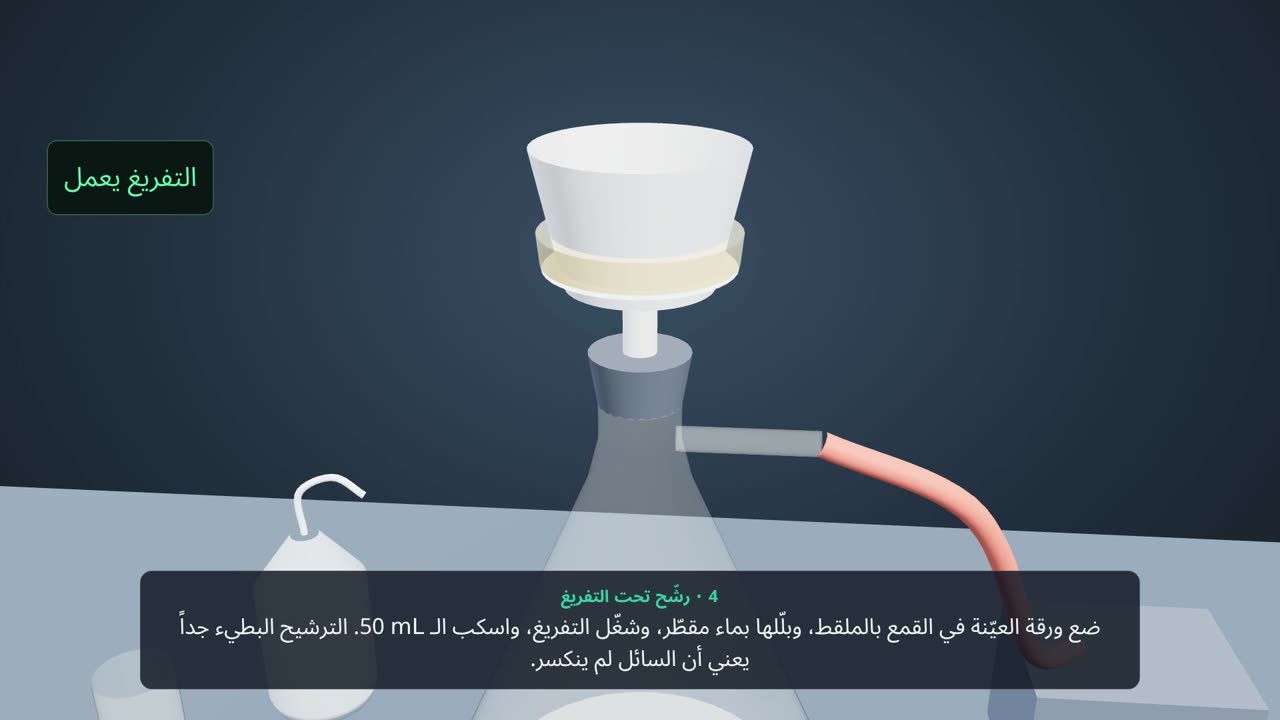 التفريغ يعمل
4 · رشّح تحت التفريغ
ضع ورقة العيّنة في القمع بالملقط، وبلّلها بماء مقطّر، وشغّل التفريغ، واسكب الـ 50 mL. الترشيح البطيء جداً
يعني أن السائل لم ينكسر.